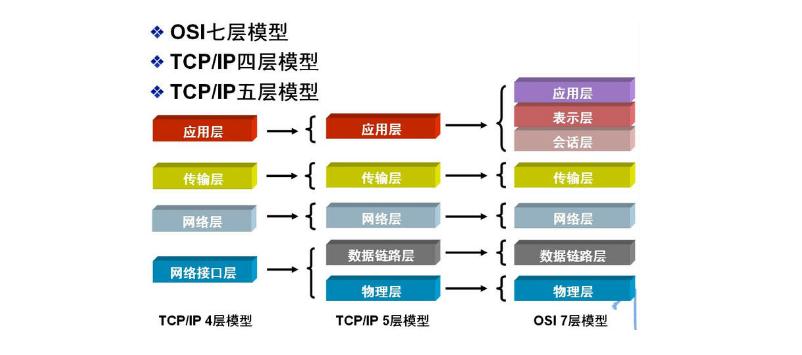 ❖ OSI七层模型
❖ TCP/IP四层模型
❖ TCP/IP五层模型
应用层
表示层
会话层
应用层 应用层
传输层 传输层 传输层
网络层 网络层 网络层
网络接口层 数据链路层 数据链路层
物理层 物理层
TCP/IP 4层模型 TCP/IP 5层模型 OSI 7层模型